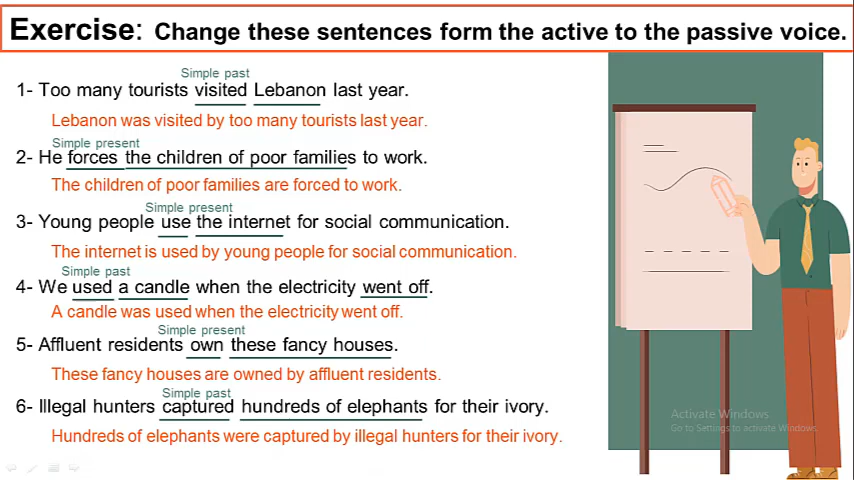 Exercise: Change these sentences form the active to the passive voice.
Simple past
1- Too many tourists visited Lebanon last year.
Lebanon was visited by too many tourists last year.
Simple present
2- He forces the children of poor families to work.
The children of poor families are forced to work.
Simple present
3- Young people use the internet for social communication.
The internet is used by young people for social communication.
Simple past
4- We used a candle when the electricity went off.
A candle was used when the electricity went off.
Simple present
5- Affluent residents own these fancy houses.
These fancy houses are owned by affluent residents.
Simple past
6- Illegal hunters captured hundreds of elephants for their ivory.
Hundreds of elephants were captured by illegal hunters for their ivory.
Activate Windows
Go to Settings to activate Windows.